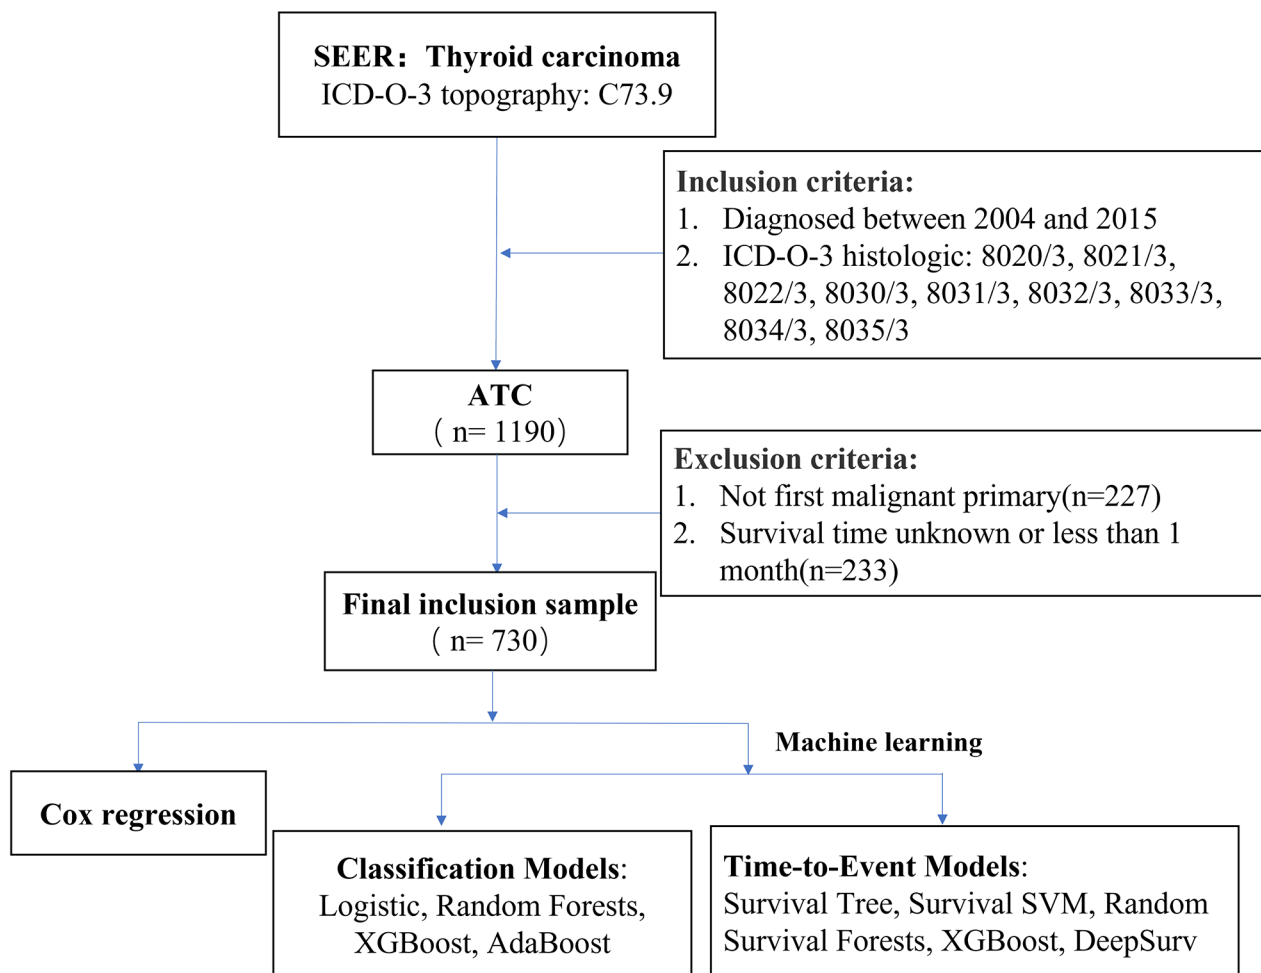 SEER：Thyroid carcinoma
ICD-O-3 topography: C73.9
Inclusion criteria:
1. Diagnosed between 2004 and 2015
2. ICD-O-3 histologic: 8020/3, 8021/3,
8022/3, 8030/3, 8031/3, 8032/3, 8033/3,
8034/3, 8035/3
ATC
（n= 1190）
Exclusion criteria:
1. Not first malignant primary(n=227)
2. Survival time unknown or less than 1
month(n=233)
Final inclusion sample
（n= 730）
Machine learning
Cox regression
Classification Models:
Logistic, Random Forests,
XGBoost, AdaBoost
Time-to-Event Models:
Survival Tree, Survival SVM, Random
Survival Forests, XGBoost, DeepSurv